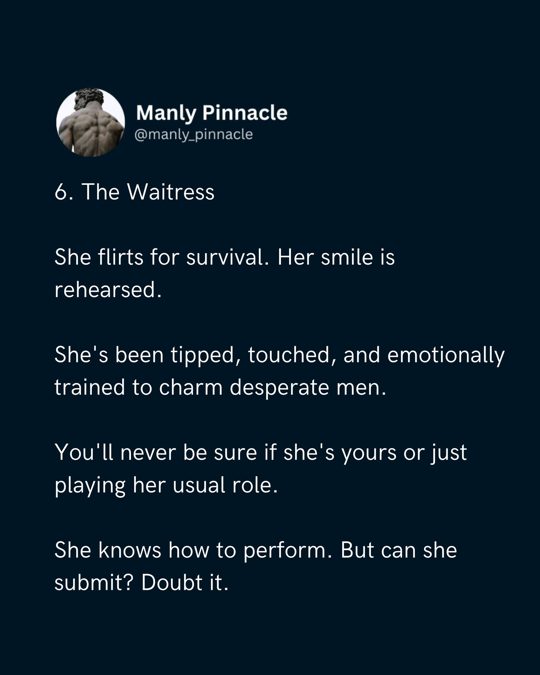 Manly Pinnacle
@manly_pinnacle
6. The Waitress
She flirts for survival. Her smile is
rehearsed.
She's been tipped, touched, and emotionally
trained to charm desperate men.
You'll never be sure if she's yours or just
playing her usual role.
She knows how to perform. But can she
submit? Doubt it.